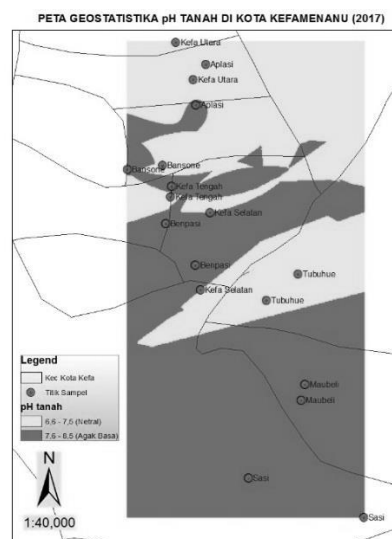 PETA GEOSTATISTIKA pH TANAH DI KOTA KEFAMENANU (2017)
Kefa Utara
Aplasi
Kefa Utara
Aplasi
Bansone
Bansone
Kefa Tengah
Kefa Tengah
Kefa Selatan
Benpasi
Benpasi
Tubuhue
Kefa Selatan
Tubuhue
Legend
Kec Kota Kefa
Titik Sampel
pH tanah
6,6 - 7,5 (Netral)
7,6 - 8,5 (Agak Basa)
Maubeli
Maubeli
N
1:40,000
Sasi
Sasi